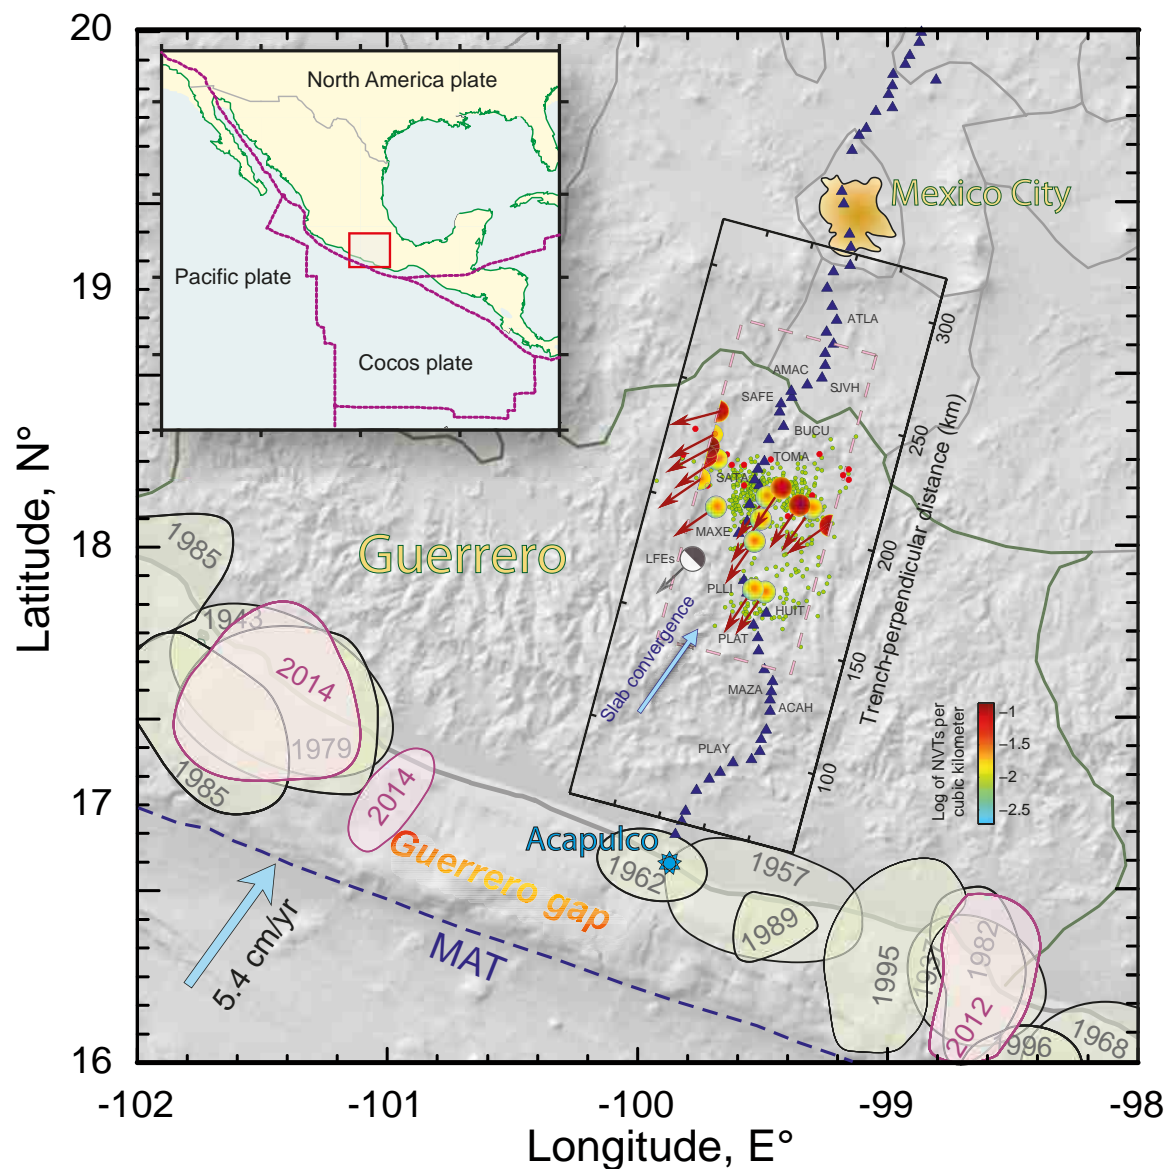 20
19
18
17
16
Latitude, N°
-102
-101
-100
-99
-98
Longitude, E°
North America plate
Pacific plate
Cocos plate
Mexico City
ATLA
AMAC
SJVH
SAFE
BUCU
TOMA
SATA
MAXE
LFEs
PLLI
HUIT
PLAT
MAZA
ACAH
PLAY
Slab convergence
300
250
200
150
100
Trench-perpendicular distance (km)
Log of NVTs per
cubic kilometer
−1
−1.5
−2
−2.5
Guerrero
1985
1943
2014
1979
1985
2014
Guerrero gap
Acapulco
1962
1957
1989
1995
1982
2012
1996
1968
MAT
5.4 cm/yr